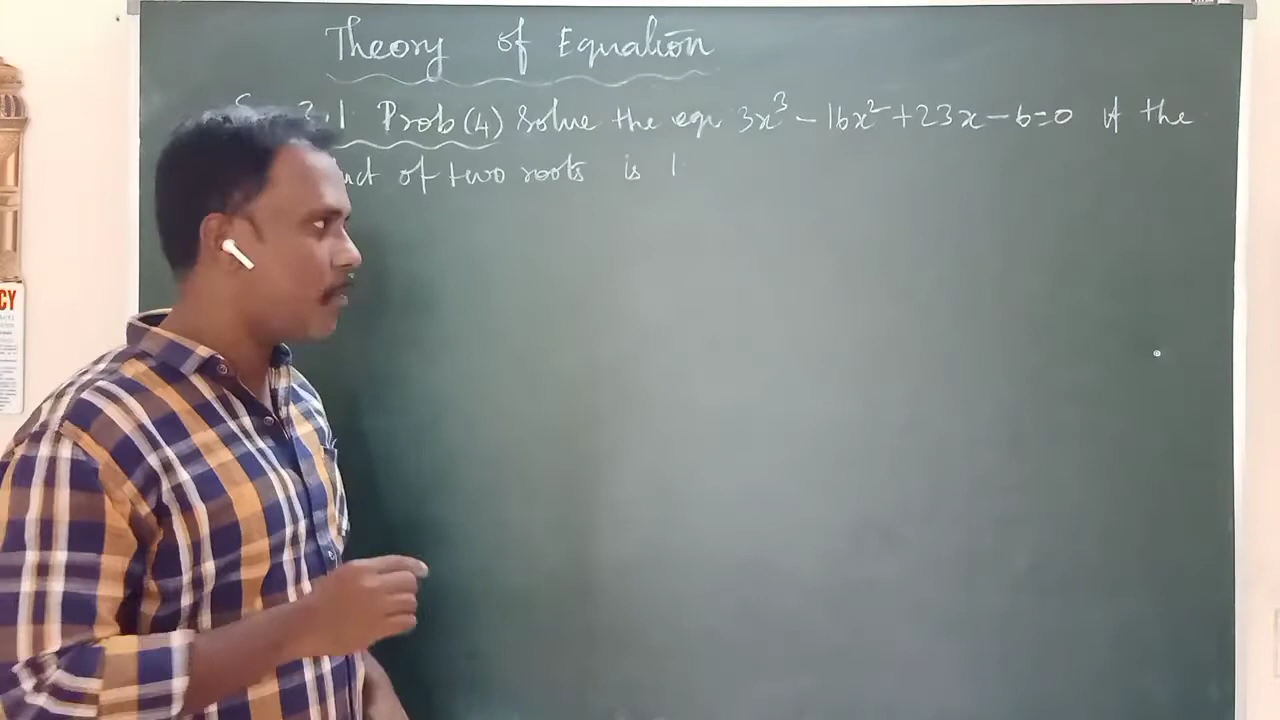 Theory of Equation
3.1 Prob (4) Solve the eqn 3x³ - 16x² + 23x - 6 = 0 if the
of two roots is 1
CY